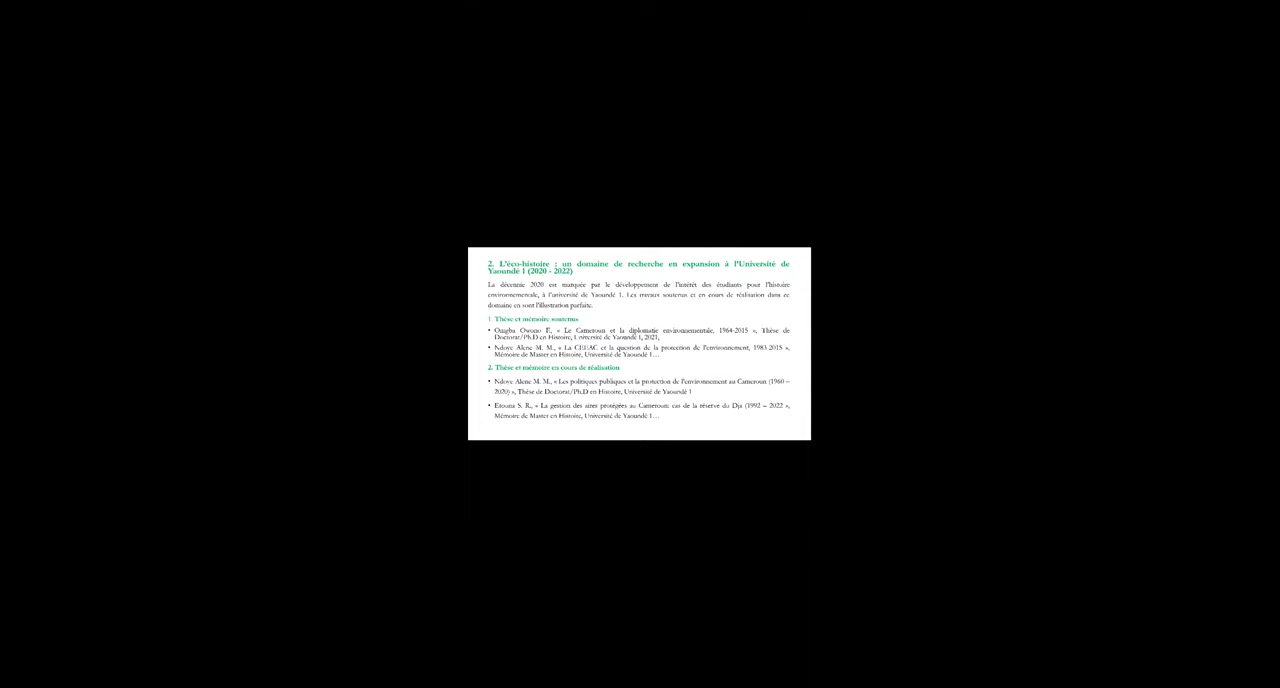 2. L'éco-histoire : un domaine de recherche en expansion à l'Université de
Yaoundé 1 (2020 - 2022)
La décennie 2020 est marquée par le développement de l'intérêt des étudiants pour l'histoire
environnementale, à l'université de Yaoundé 1. Les travaux soutenus et en cours de réalisation dans ce
domaine en sont l'illustration parfaite.
1. Thèse et mémoire soutenus
• Oungba Owono F., « Le Cameroun et la diplomatie environnementale, 1964-2015 », Thèse de
Doctorat/Ph.D en Histoire, Université de Yaoundé 1, 2021,
• Ndoye Alene M. M., « La CEEAC et la question de la protection de l'environnement, 1983-2015 »,
Mémoire de Master en Histoire, Université de Yaoundé 1…
2. Thèse et mémoire en cours de réalisation
• Ndoye Alene M. M., « Les politiques publiques et la protection de l'environnement au Cameroun (1960 –
2020) », Thèse de Doctorat/Ph.D en Histoire, Université de Yaoundé 1
• Etouna S. R., « La gestion des aires protégées au Cameroun: cas de la réserve du Dja (1992 – 2022 »,
Mémoire de Master en Histoire, Université de Yaoundé 1…